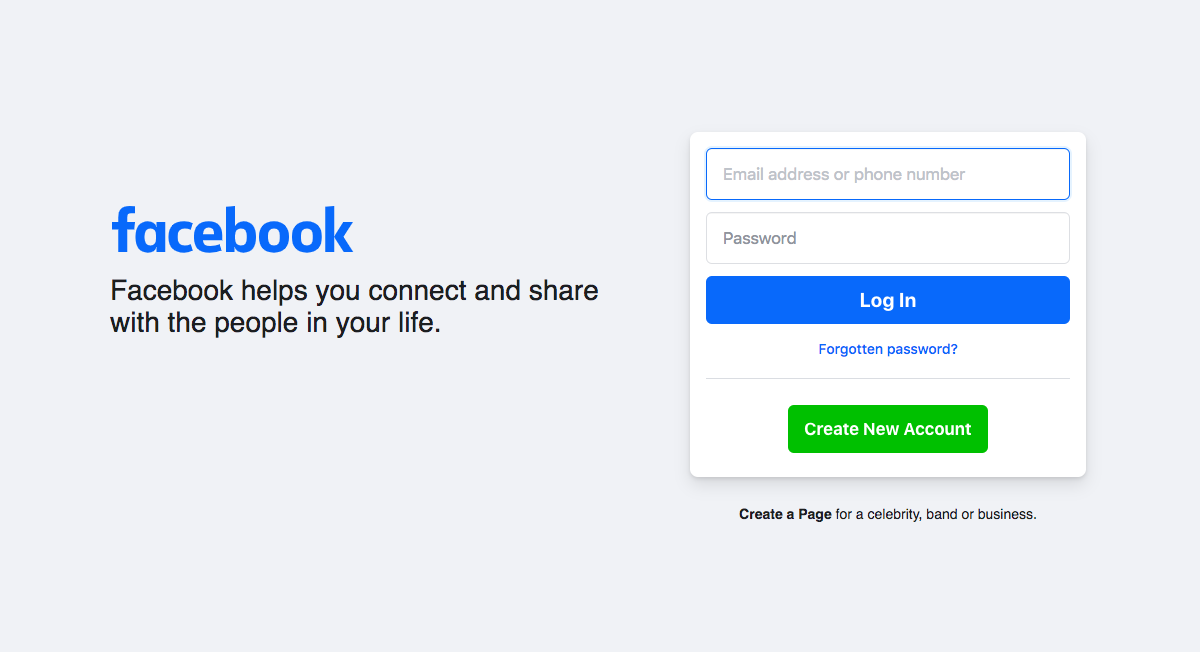 facebook
Facebook helps you connect and share
with the people in your life.
Email address or phone number
Password
Log In
Forgotten password?
Create New Account
Create a Page for a celebrity, band or business.